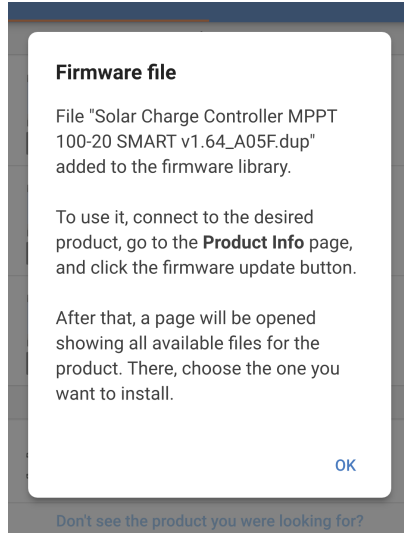 Firmware file
File "Solar Charge Controller MPPT
100-20 SMART v1.64_A05F.dup"
added to the firmware library.
To use it, connect to the desired
product, go to the Product Info page,
and click the firmware update button.
After that, a page will be opened
showing all available files for the
product. There, choose the one you
want to install.
OK
Don't see the product you were looking for?